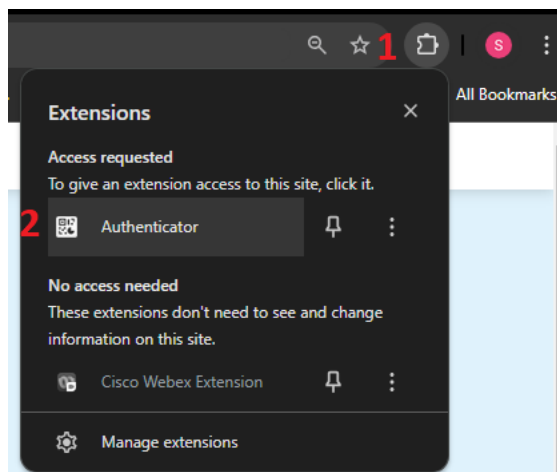 1
S
All Bookmarks
Extensions
Access requested
To give an extension access to this site, click it.
2
Authenticator
No access needed
These extensions don't need to see and change
information on this site.
Cisco Webex Extension
Manage extensions